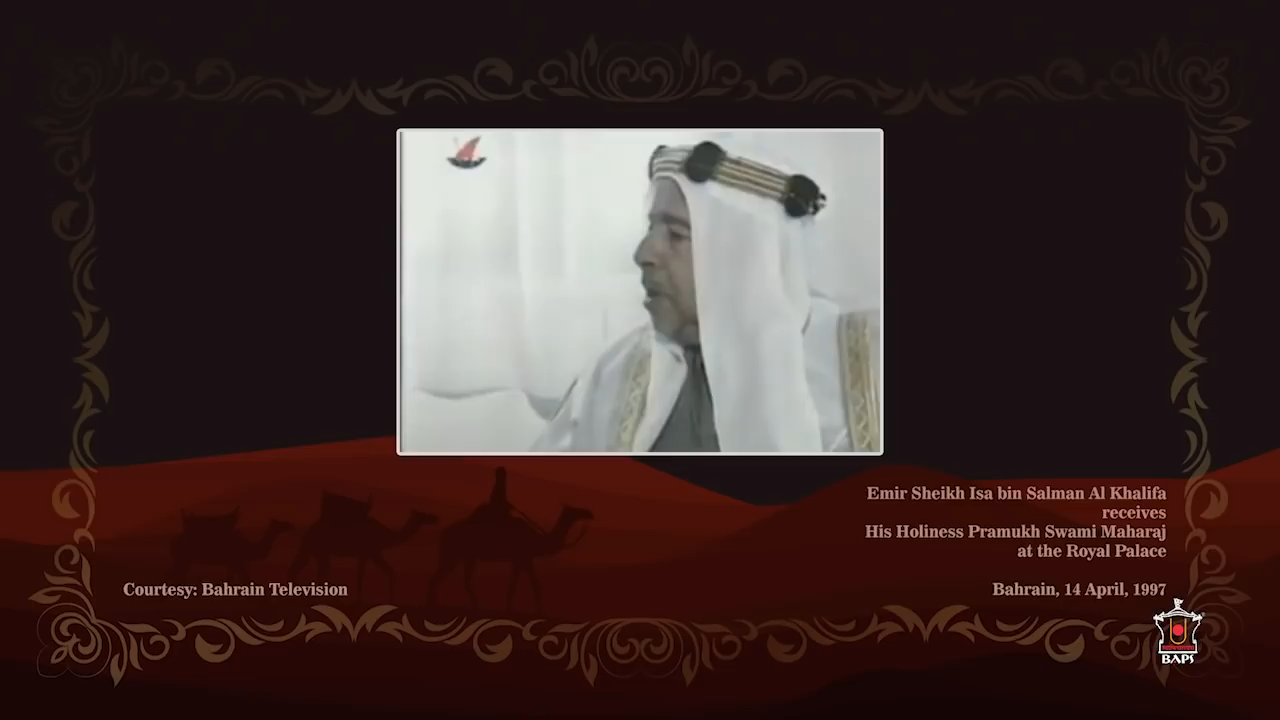 Emir Sheikh Isa bin Salman Al Khalifa
receives
His Holiness Pramukh Swami Maharaj
at the Royal Palace
Courtesy: Bahrain Television
Bahrain, 14 April, 1997
BAPS